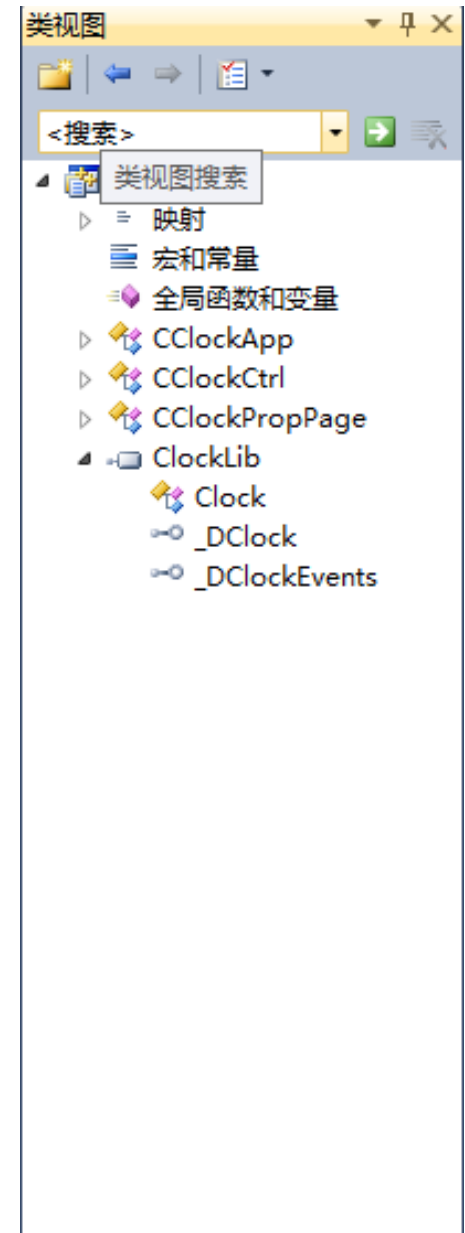 类视图
<搜索>
类视图搜索
映射
宏和常量
全局函数和变量
CClockApp
CClockCtrl
CClockPropPage
ClockLib
Clock
_DClock
_DClockEvents